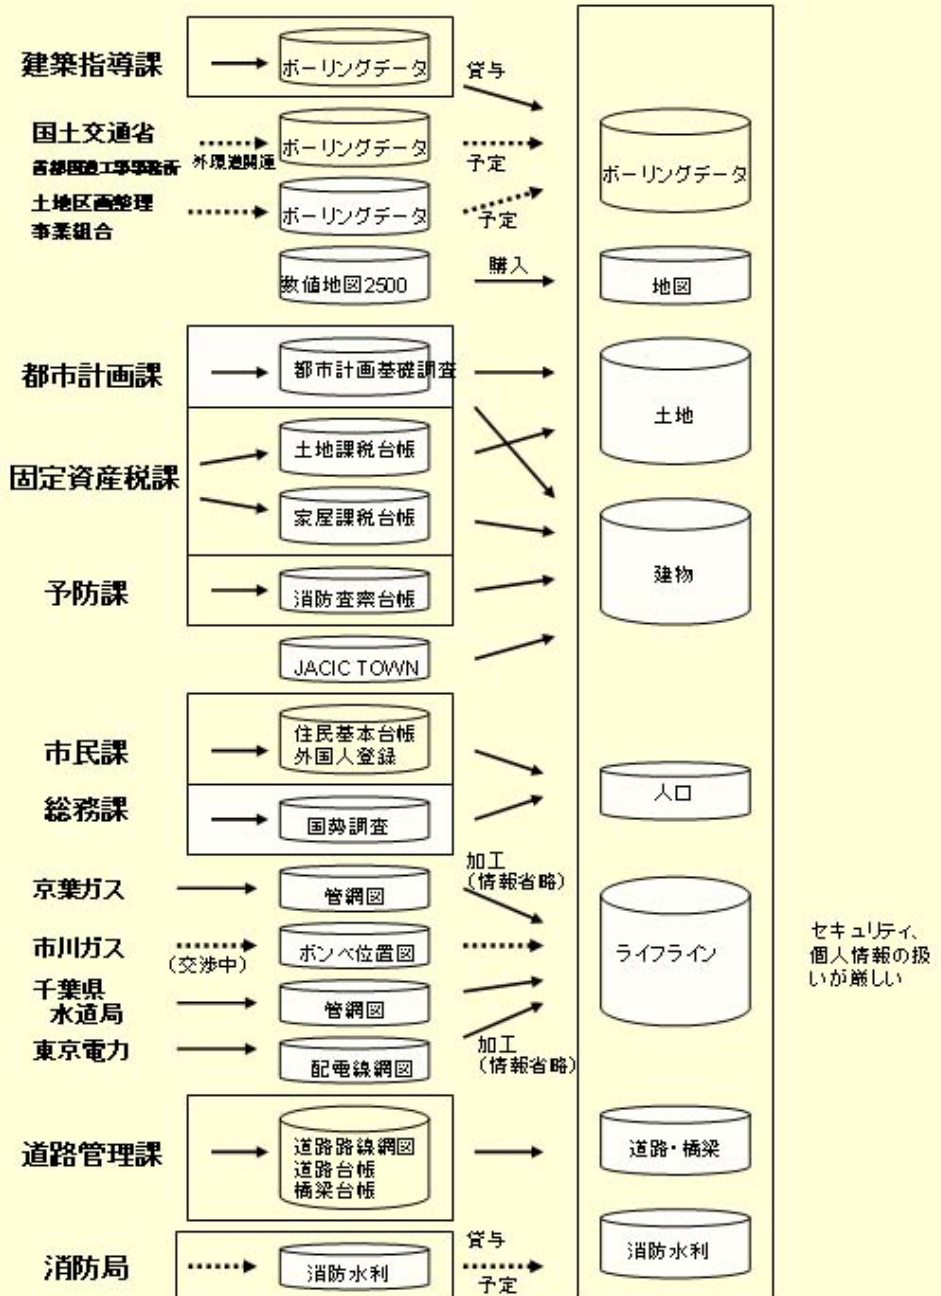 建築指導課
ボーリングデータ
貸与
国土交通省
首都国道工事事務所
外環道関連
ボーリングデータ
予定
ボーリングデータ
土地区画整理
事業組合
ボーリングデータ
予定
数値地図2500
購入
地図
都市計画課
都市計画基礎調査
土地
固定資産税課
土地課税台帳
家屋課税台帳
建物
予防課
消防査察台帳
JACIC TOWN
市民課
住民基本台帳
外国人登録
人口
総務課
国勢調査
京葉ガス
管網図
加工
(情報省略)
市川ガス
(交渉中)
ボンベ位置図
ライフライン
セキュリティ、
個人情報の扱
いが厳しい
千葉県
水道局
管網図
東京電力
配電線網図
加工
(情報省略)
道路管理課
道路路線網図
道路台帳
橋梁台帳
道路・橋梁
消防局
消防水利
貸与
予定
消防水利